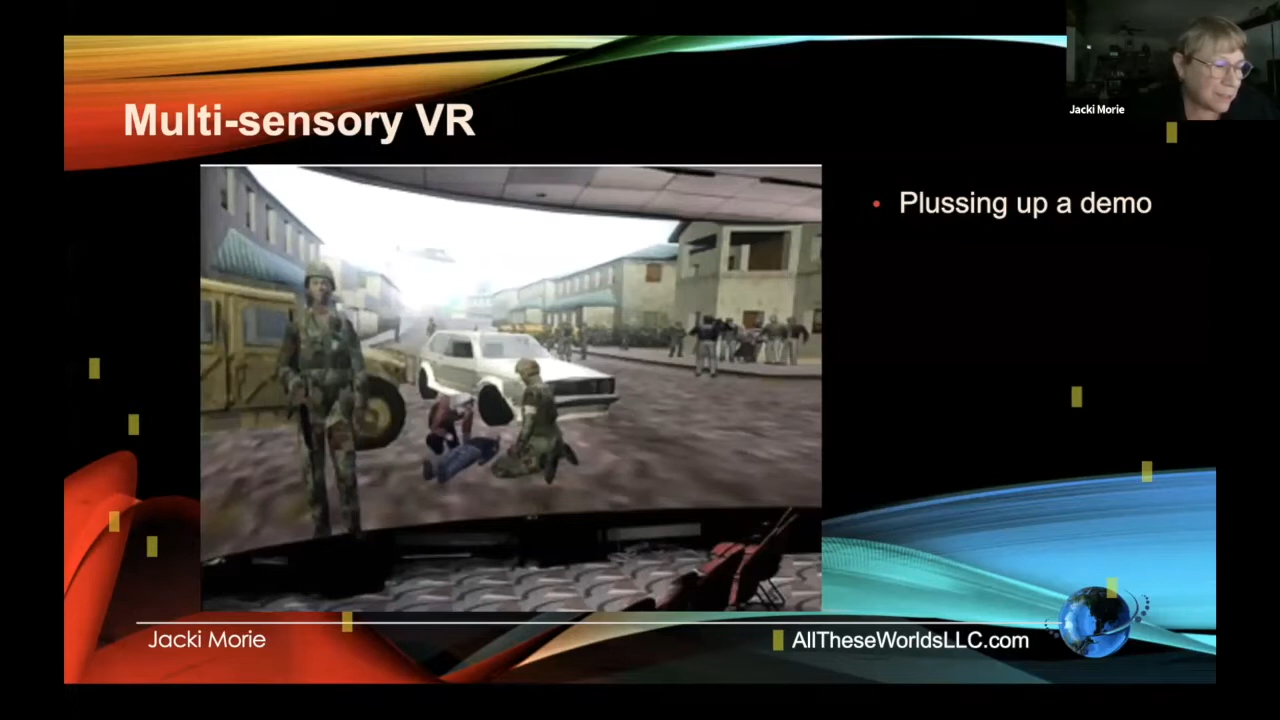 Multi-sensory VR
Jacki Morie
• Plussing up a demo
Jacki Morie
AllTheseWorldsLLC.com